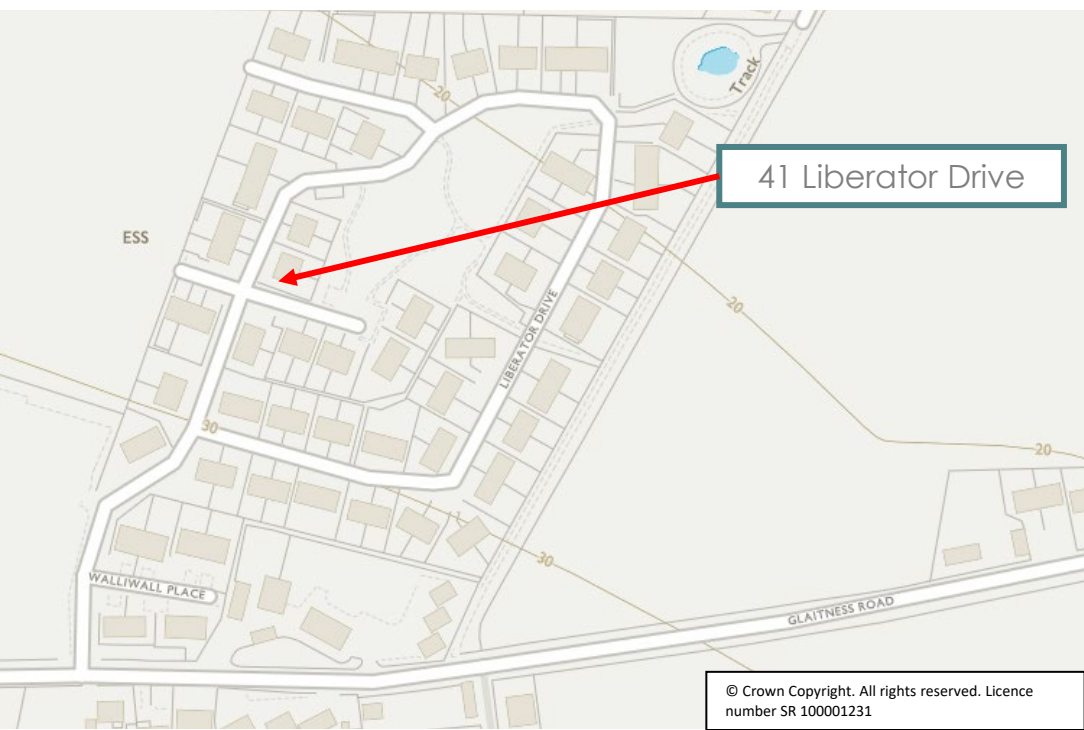 20
Track
41 Liberator Drive
ESS
20
LIBERATOR DRIVE
30
20
30
WALLIWALL PLACE
GLAITNESS ROAD
© Crown Copyright. All rights reserved. Licence
number SR 100001231